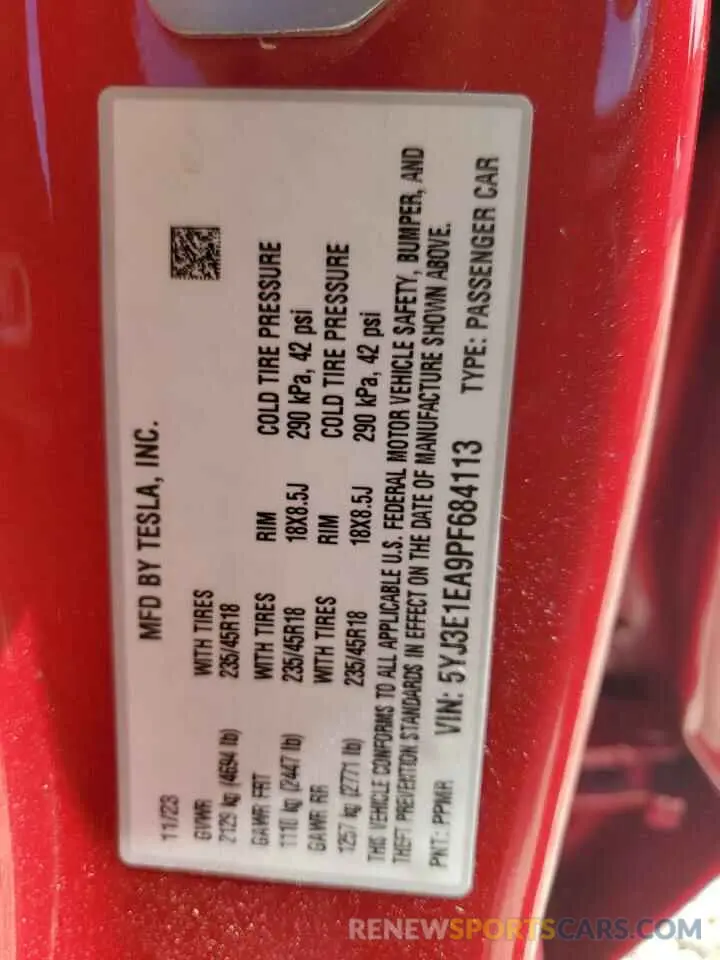 MFD BY TESLA, INC.
11/23
GVWR WITH TIRES
2129 kg (4694 lb) 235/45R18
GAWR FRT WITH TIRES RIM COLD TIRE PRESSURE
1110 kg (2447 lb) 235/45R18 18X8.5J 290 kPa, 42 psi
GAWR RR WITH TIRES RIM COLD TIRE PRESSURE
1257 kg (2771 lb) 235/45R18 18X8.5J 290 kPa, 42 psi
THIS VEHICLE CONFORMS TO ALL APPLICABLE U.S. FEDERAL MOTOR VEHICLE SAFETY, BUMPER, AND
THEFT PREVENTION STANDARDS IN EFFECT ON THE DATE OF MANUFACTURE SHOWN ABOVE.
PNT: PPMR VIN: 5YJ3E1EA9PF684113 TYPE: PASSENGER CAR
RENEWSPORTSCARS.COM